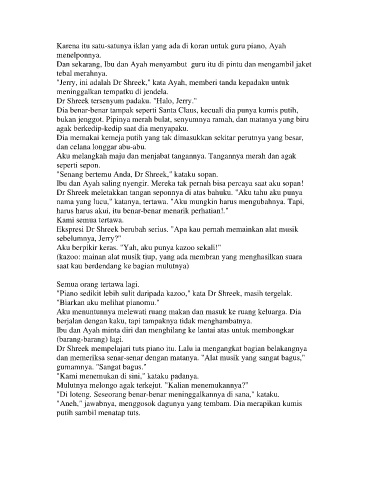 Karena itu satu-satunya iklan yang ada di koran untuk guru piano, Ayah
menelponnya.
Dan sekarang, Ibu dan Ayah menyambut  guru itu di pintu dan mengambil jaket
tebal merahnya.
"Jerry, ini adalah Dr Shreek," kata Ayah, memberi tanda kepadaku untuk
meninggalkan tempatku di jendela.
Dr Shreek tersenyum padaku. "Halo, Jerry."
Dia benar-benar tampak seperti Santa Claus, kecuali dia punya kumis putih,
bukan jenggot. Pipinya merah bulat, senyumnya ramah, dan matanya yang biru
agak berkedip-kedip saat dia menyapaku.
Dia memakai kemeja putih yang tak dimasukkan sekitar perutnya yang besar,
dan celana longgar abu-abu.
Aku melangkah maju dan menjabat tangannya. Tangannya merah dan agak
seperti sepon.
"Senang bertemu Anda, Dr Shreek," kataku sopan.
Ibu dan Ayah saling nyengir. Mereka tak pernah bisa percaya saat aku sopan!
Dr Shreek meletakkan tangan seponnya di atas bahuku. "Aku tahu aku punya
nama yang lucu," katanya, tertawa. "Aku mungkin harus mengubahnya. Tapi,
harus harus akui, itu benar-benar menarik perhatian!."
Kami semua tertawa.
Ekspresi Dr Shreek berubah serius. "Apa kau pernah memainkan alat musik
sebelumnya, Jerry?"
Aku berpikir keras. "Yah, aku punya kazoo sekali!"
(kazoo: mainan alat musik tiup, yang ada membran yang menghasilkan suara
saat kau berdendang ke bagian mulutnya)
Semua orang tertawa lagi.
"Piano sedikit lebih sulit daripada kazoo," kata Dr Shreek, masih tergelak.
"Biarkan aku melihat pianomu."
Aku menuntunnya melewati ruang makan dan masuk ke ruang keluarga. Dia
berjalan dengan kaku, tapi tampaknya tidak menghambatnya.
Ibu dan Ayah minta diri dan menghilang ke lantai atas untuk membongkar
(barang-barang) lagi.
Dr Shreek mempelajari tuts piano itu. Lalu ia mengangkat bagian belakangnya
dan memeriksa senar-senar dengan matanya. "Alat musik yang sangat bagus,"
gumamnya. "Sangat bagus."
"Kami menemukan di sini," kataku padanya.
Mulutnya melongo agak terkejut. "Kalian menemukannya?"
"Di loteng. Seseorang benar-benar meninggalkannya di sana," kataku.
"Aneh," jawabnya, menggosok dagunya yang tembam. Dia merapikan kumis
putih sambil menatap tuts.